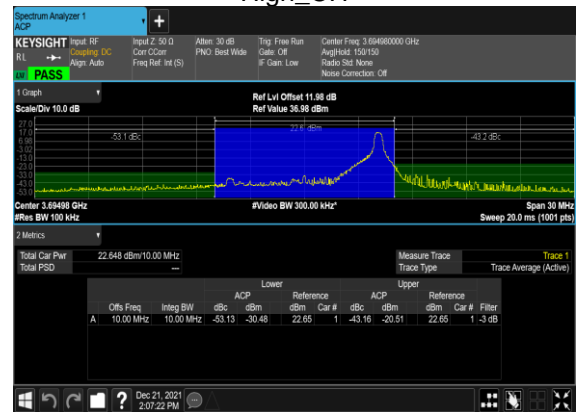 Spectrum Analyzer 1
ACP
KEYSIGHT Input: RF Input Z: 50 Ω Atten: 30 dB Trig: Free Run Center Freq: 3.694980000 GHz
RL Coupling: DC Corr CCorr PNO: Best Wide Gate: Off Avg|Hold: 150/150
Align: Auto Freq Ref: Int (S) IF Gain: Low Radio Std: None
LV PASS Noise Correction: Off
1 Graph
Ref Lvl Offset 11.98 dB
Scale/Div 10.0 dB Ref Value 36.98 dBm
27.0
17.0 -53.1 dBc -43.2 dBc
6.98
-3.02
-13.0
-23.0
-33.0
-43.0
-53.0
Center 3.69498 GHz #Video BW 300.00 kHz* Span 30 MHz
#Res BW 100 kHz Sweep 20.0 ms (1001 pts)
2 Metrics
Total Car Pwr 22.648 dBm/10.00 MHz Measure Trace Trace 1
Total PSD --- Trace Type Trace Average (Active)
Lower Upper
ACP Reference ACP Reference
Offs Freq Integ BW dBc dBm dBm Car # dBc dBm dBm Car # Filter
A 10.00 MHz 10.00 MHz -53.13 -30.48 22.65 1 -43.16 -20.51 22.65 1 -3 dB
Dec 21, 2021
2:07:22 PM